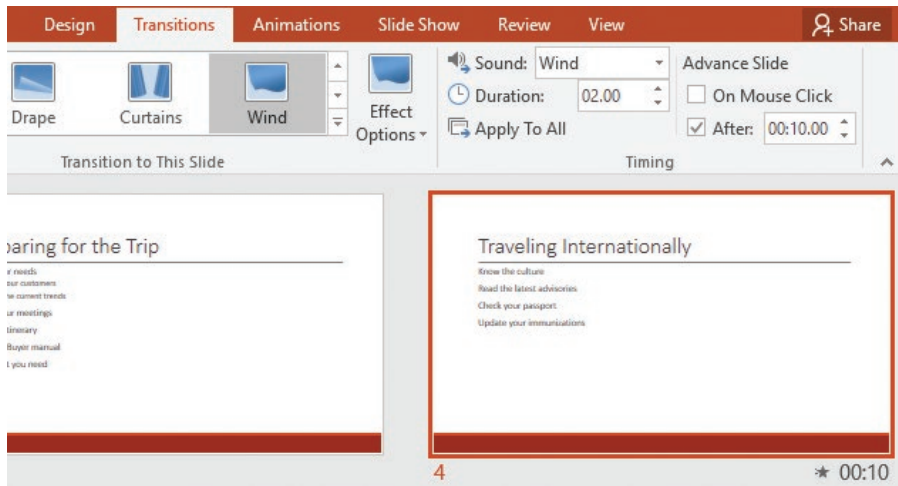 Design Transitions Animations Slide Show Review View Share
Drape Curtains Wind Effect Options
Sound: Wind
Duration: 02.00
Apply To All
Advance Slide
On Mouse Click
After: 00:10.00
Transition to This Slide
Timing
paring for the Trip
r needs
our customers
he current trends
ur meetings
itinerary
Buyer manual
t you need
Traveling Internationally
Know the culture
Read the latest advisories
Check your passport
Update your immunizations
4
00:10